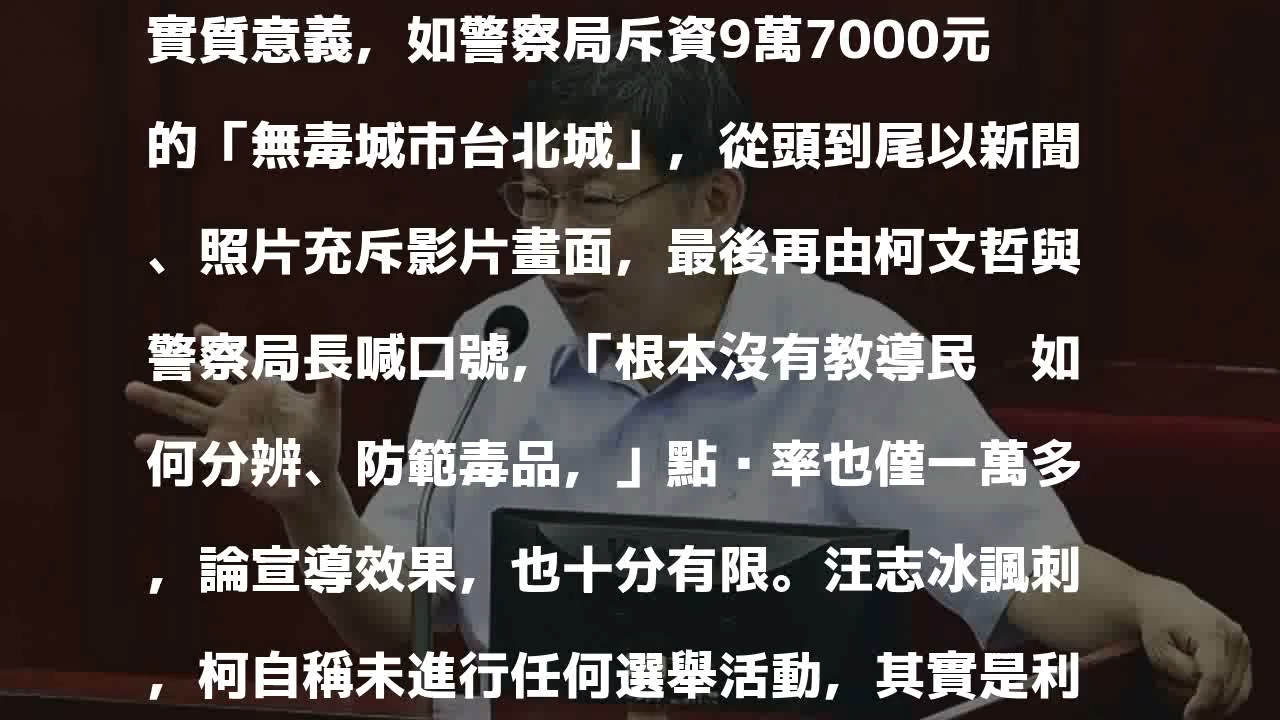 實質意義，如警察局斥資9萬7000元
的「無毒城市台北城」，從頭到尾以新聞
、照片充斥影片畫面，最後再由柯文哲與
警察局長喊口號，「根本沒有教導民　如
何分辨、防範毒品，」點·率也僅一萬多
，論宣導效果，也十分有限。汪志冰諷刺
，柯自稱未進行任何選舉活動，其實是利